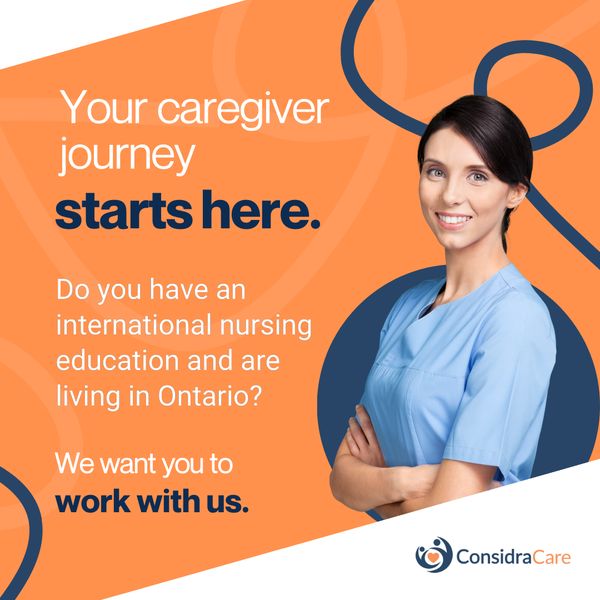 Your caregiver
journey
starts here.
Do you have an
international nursing
education and are
living in Ontario?
We want you to
work with us.
ConsidraCare